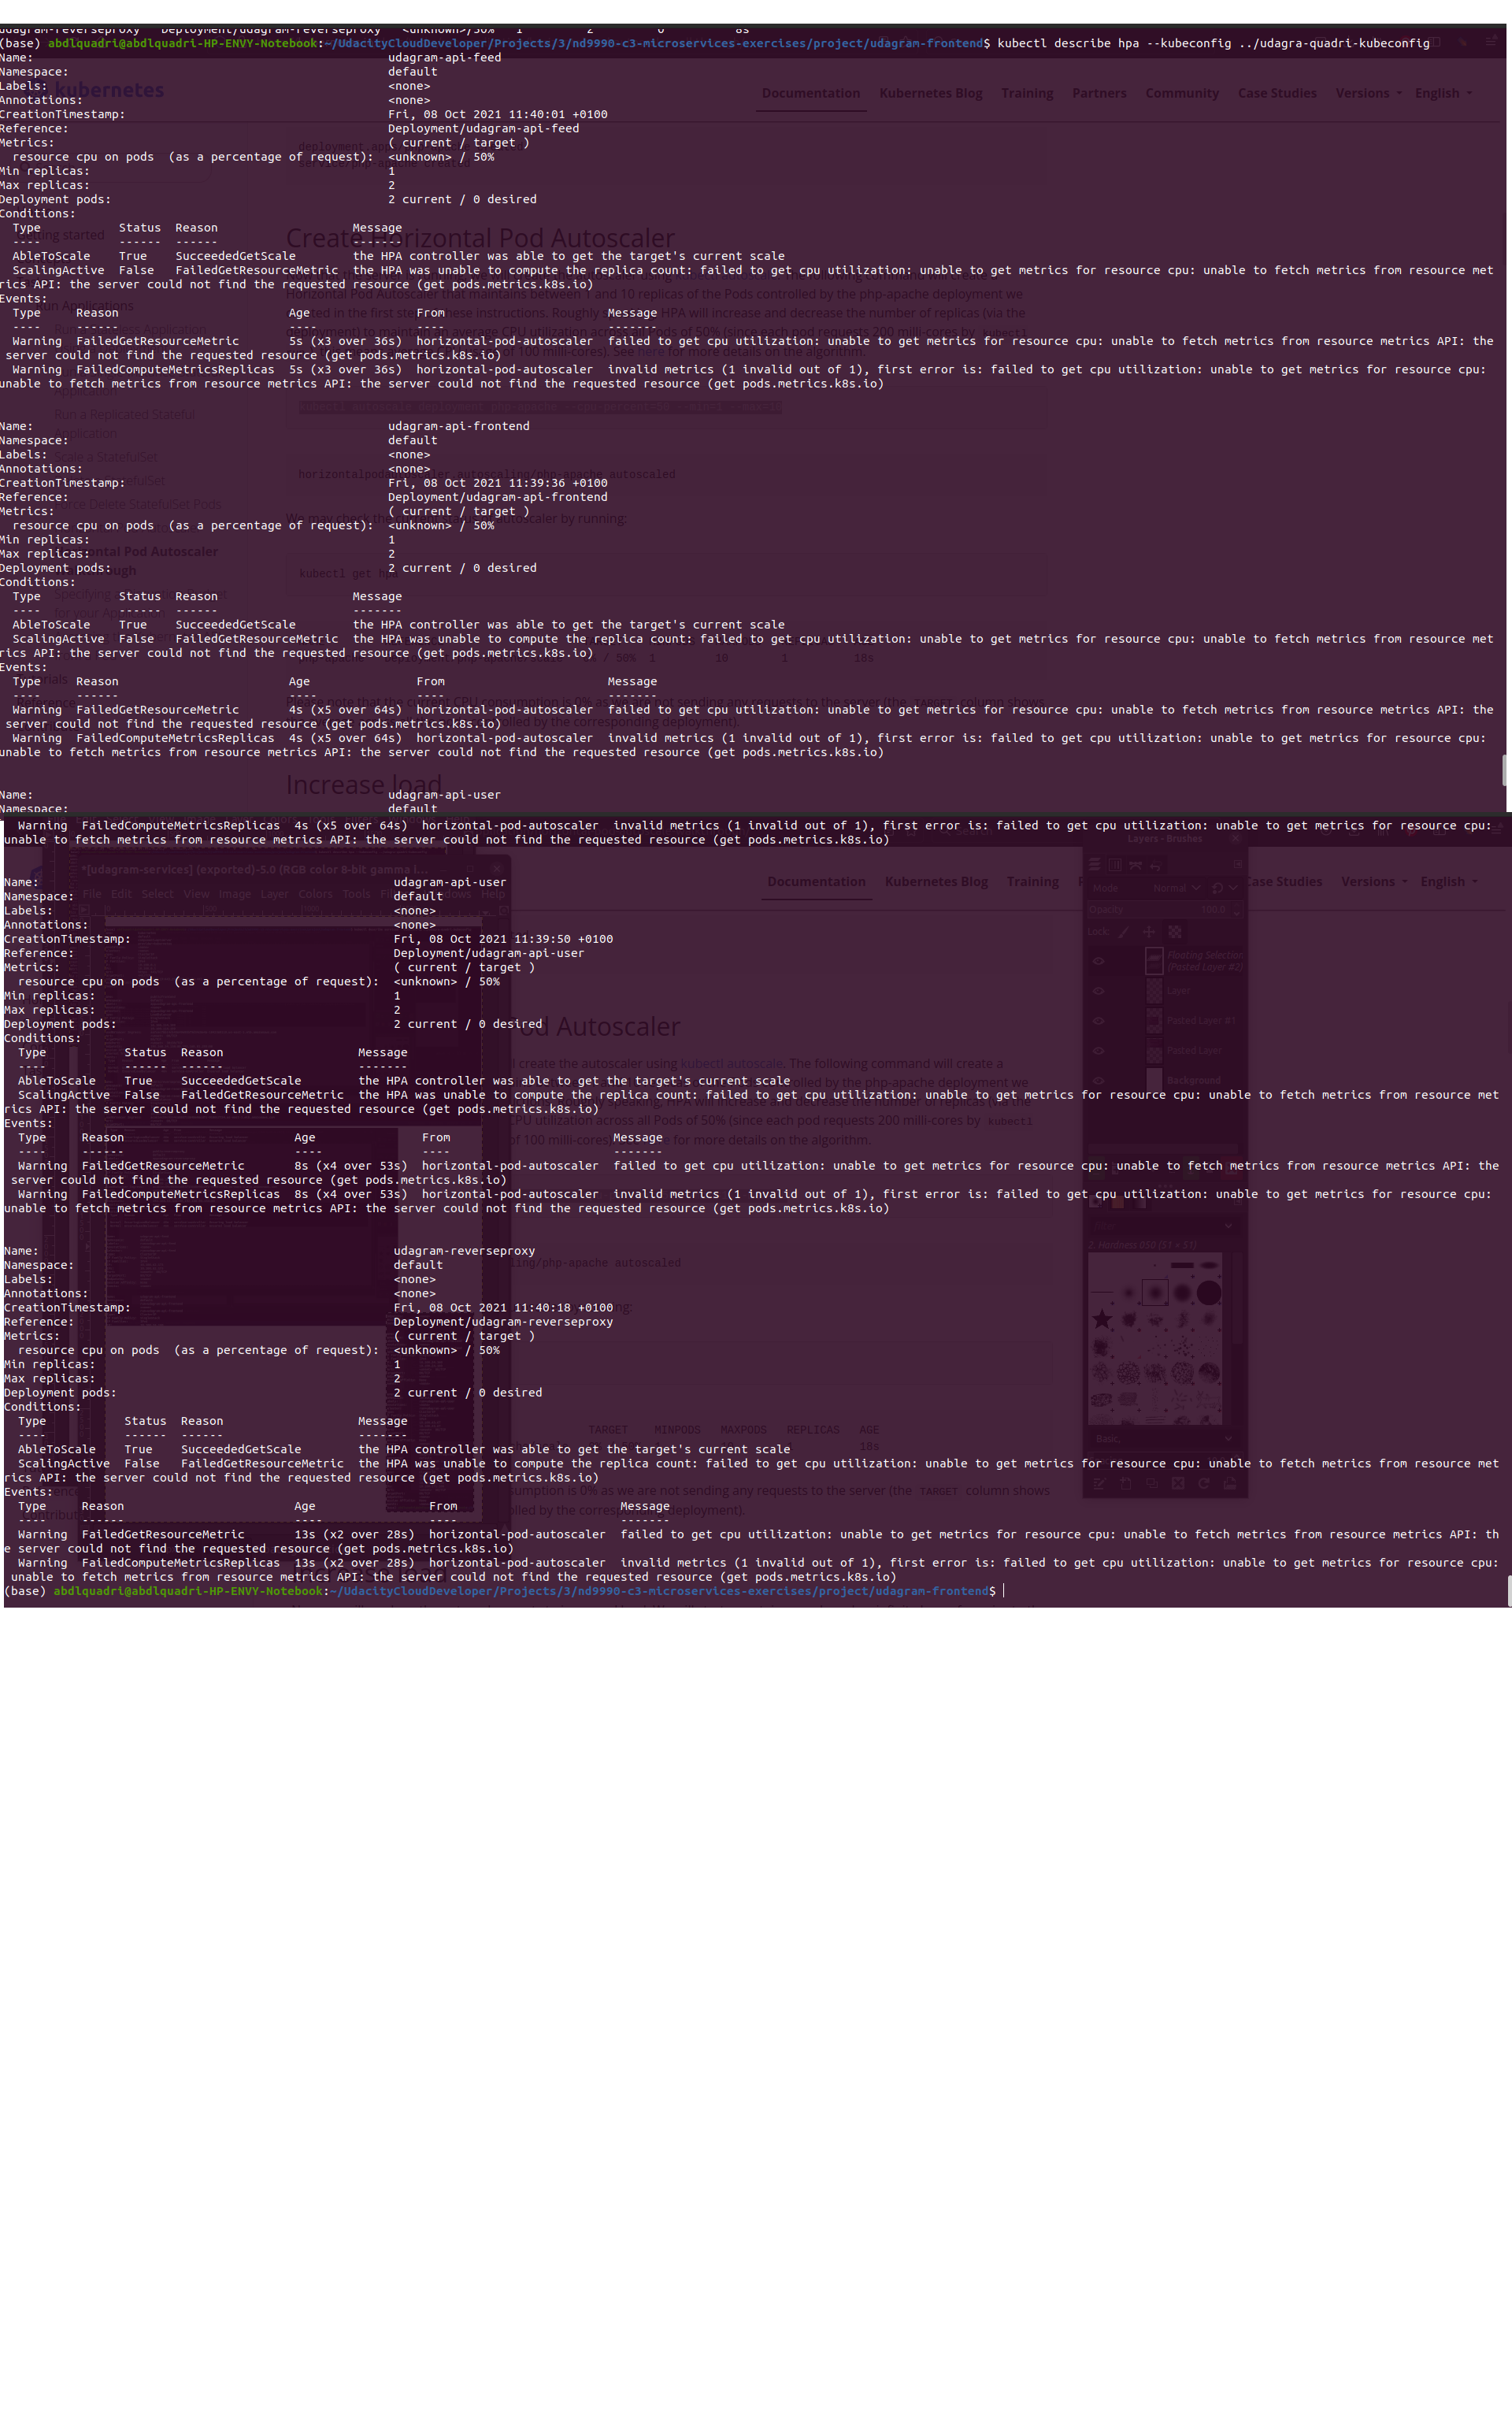 udagram-reverseproxy   Deployment/udagram-reverseproxy   <unknown>/50%   1         2         0          8s
(base) abdlquadri@abdlquadri-HP-ENVY-Notebook:~/UdacityCloudDeveloper/Projects/3/nd9990-c3-microservices-exercises/project/udagram-frontend$ kubectl describe hpa --kubeconfig ../udagra-quadri-kubeconfig
Name: udagram-api-feed
Namespace: default
Labels: <none>
Annotations: <none>
CreationTimestamp: Fri, 08 Oct 2021 11:40:01 +0100
Reference: Deployment/udagram-api-feed
Metrics: ( current / target )
resource cpu on pods (as a percentage of request): <unknown> / 50%
Min replicas: 1
Max replicas: 2
Deployment pods: 2 current / 0 desired
Conditions:
Type Status Reason Message
---- ------ ------ -------
AbleToScale True SucceededGetScale the HPA controller was able to get the target's current scale
ScalingActive False FailedGetResourceMetric the HPA was unable to compute the replica count: failed to get cpu utilization: unable to get metrics for resource cpu: unable to fetch metrics from resource met
rics API: the server could not find the requested resource (get pods.metrics.k8s.io)
Events:
Type Reason Age From Message
---- ------ ---- ---- -------
Warning FailedGetResourceMetric 5s (x3 over 36s) horizontal-pod-autoscaler failed to get cpu utilization: unable to get metrics for resource cpu: unable to fetch metrics from resource metrics API: the
server could not find the requested resource (get pods.metrics.k8s.io)
Warning FailedComputeMetricsReplicas 5s (x3 over 36s) horizontal-pod-autoscaler invalid metrics (1 invalid out of 1), first error is: failed to get cpu utilization: unable to get metrics for resource cpu:
unable to fetch metrics from resource metrics API: the server could not find the requested resource (get pods.metrics.k8s.io)
Name: udagram-api-frontend
Namespace: default
Labels: <none>
Annotations: <none>
CreationTimestamp: Fri, 08 Oct 2021 11:39:36 +0100
Reference: Deployment/udagram-api-frontend
Metrics: ( current / target )
resource cpu on pods (as a percentage of request): <unknown> / 50%
Min replicas: 1
Max replicas: 2
Deployment pods: 2 current / 0 desired
Conditions:
Type Status Reason Message
---- ------ ------ -------
AbleToScale True SucceededGetScale the HPA controller was able to get the target's current scale
ScalingActive False FailedGetResourceMetric the HPA was unable to compute the replica count: failed to get cpu utilization: unable to get metrics for resource cpu: unable to fetch metrics from resource met
rics API: the server could not find the requested resource (get pods.metrics.k8s.io)
Events:
Type Reason Age From Message
---- ------ ---- ---- -------
Warning FailedGetResourceMetric 4s (x5 over 64s) horizontal-pod-autoscaler failed to get cpu utilization: unable to get metrics for resource cpu: unable to fetch metrics from resource metrics API: the
server could not find the requested resource (get pods.metrics.k8s.io)
Warning FailedComputeMetricsReplicas 4s (x5 over 64s) horizontal-pod-autoscaler invalid metrics (1 invalid out of 1), first error is: failed to get cpu utilization: unable to get metrics for resource cpu:
unable to fetch metrics from resource metrics API: the server could not find the requested resource (get pods.metrics.k8s.io)
Name: udagram-api-user
Namespace: default
Warning FailedComputeMetricsReplicas 4s (x5 over 64s) horizontal-pod-autoscaler invalid metrics (1 invalid out of 1), first error is: failed to get cpu utilization: unable to get metrics for resource cpu:
unable to fetch metrics from resource metrics API: the server could not find the requested resource (get pods.metrics.k8s.io)
Name: udagram-api-user
Namespace: default
Labels: <none>
Annotations: <none>
CreationTimestamp: Fri, 08 Oct 2021 11:39:50 +0100
Reference: Deployment/udagram-api-user
Metrics: ( current / target )
resource cpu on pods (as a percentage of request): <unknown> / 50%
Min replicas: 1
Max replicas: 2
Deployment pods: 2 current / 0 desired
Conditions:
Type Status Reason Message
---- ------ ------ -------
AbleToScale True SucceededGetScale the HPA controller was able to get the target's current scale
ScalingActive False FailedGetResourceMetric the HPA was unable to compute the replica count: failed to get cpu utilization: unable to get metrics for resource cpu: unable to fetch metrics from resource met
rics API: the server could not find the requested resource (get pods.metrics.k8s.io)
Events:
Type Reason Age From Message
---- ------ ---- ---- -------
Warning FailedGetResourceMetric 8s (x4 over 53s) horizontal-pod-autoscaler failed to get cpu utilization: unable to get metrics for resource cpu: unable to fetch metrics from resource metrics API: the
server could not find the requested resource (get pods.metrics.k8s.io)
Warning FailedComputeMetricsReplicas 8s (x4 over 53s) horizontal-pod-autoscaler invalid metrics (1 invalid out of 1), first error is: failed to get cpu utilization: unable to get metrics for resource cpu:
unable to fetch metrics from resource metrics API: the server could not find the requested resource (get pods.metrics.k8s.io)
Name: udagram-reverseproxy
Namespace: default
Labels: <none>
Annotations: <none>
CreationTimestamp: Fri, 08 Oct 2021 11:40:18 +0100
Reference: Deployment/udagram-reverseproxy
Metrics: ( current / target )
resource cpu on pods (as a percentage of request): <unknown> / 50%
Min replicas: 1
Max replicas: 2
Deployment pods: 2 current / 0 desired
Conditions:
Type Status Reason Message
---- ------ ------ -------
AbleToScale True SucceededGetScale the HPA controller was able to get the target's current scale
ScalingActive False FailedGetResourceMetric the HPA was unable to compute the replica count: failed to get cpu utilization: unable to get metrics for resource cpu: unable to fetch metrics from resource met
rics API: the server could not find the requested resource (get pods.metrics.k8s.io)
Events:
Type Reason Age From Message
---- ------ ---- ---- -------
Warning FailedGetResourceMetric 13s (x2 over 28s) horizontal-pod-autoscaler failed to get cpu utilization: unable to get metrics for resource cpu: unable to fetch metrics from resource metrics API: th
e server could not find the requested resource (get pods.metrics.k8s.io)
Warning FailedComputeMetricsReplicas 13s (x2 over 28s) horizontal-pod-autoscaler invalid metrics (1 invalid out of 1), first error is: failed to get cpu utilization: unable to get metrics for resource cpu:
unable to fetch metrics from resource metrics API: the server could not find the requested resource (get pods.metrics.k8s.io)
(base) abdlquadri@abdlquadri-HP-ENVY-Notebook:~/UdacityCloudDeveloper/Projects/3/nd9990-c3-microservices-exercises/project/udagram-frontend$